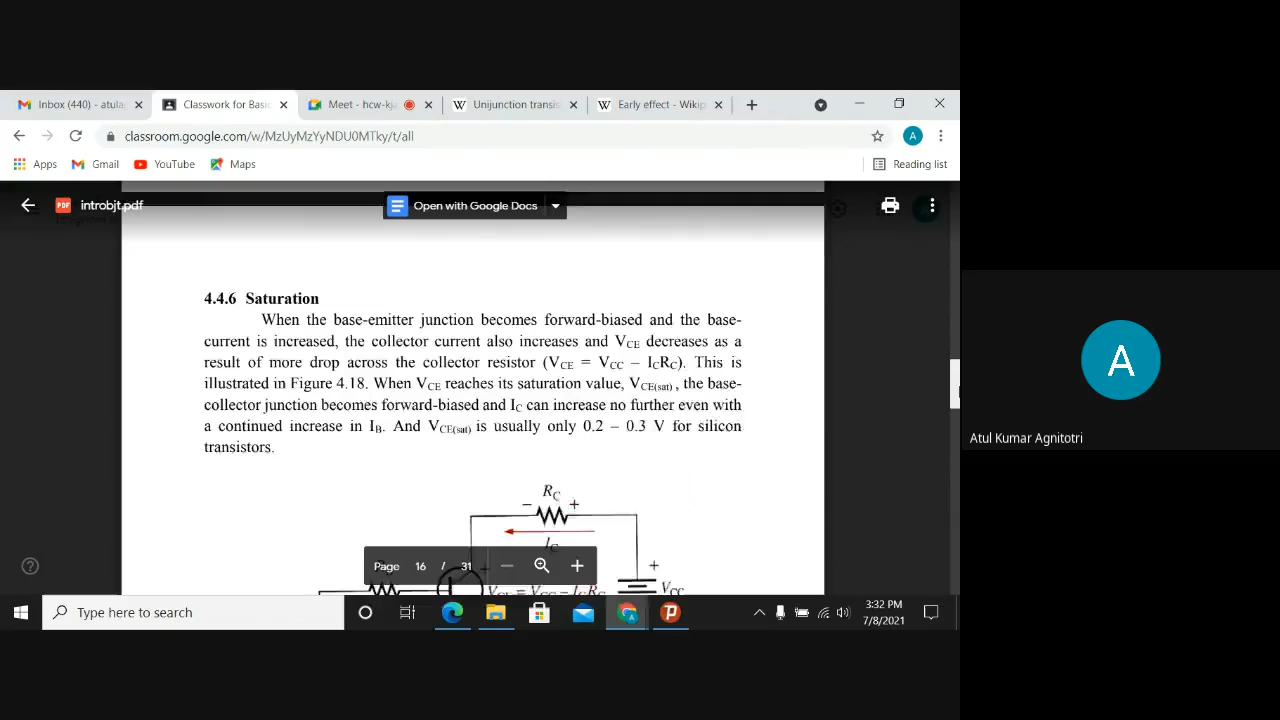 Inbox (440) - atula
Classwork for Basic
Meet - hcw-kja
Unijunction transis
Early effect - Wikip
classroom.google.com/w/MzUyMzYyNDU0MTky/t/all
A
Apps
Gmail
YouTube
Maps
Reading list
PDF
introbjt.pdf
Open with Google Docs
4.4.6 Saturation
When the base-emitter junction becomes forward-biased and the base-
current is increased, the collector current also increases and VCE decreases as a
result of more drop across the collector resistor (VCE = VCC – ICRC). This is
illustrated in Figure 4.18. When VCE reaches its saturation value, VCE(sat) , the base-
collector junction becomes forward-biased and IC can increase no further even with
a continued increase in IB. And VCE(sat) is usually only 0.2 – 0.3 V for silicon
transistors.
RC
– +
IC
+
VCE = VCC – ICRC
VCC
Page 16 / 31
Type here to search
3:32 PM
7/8/2021
A
Atul Kumar Agnitotri